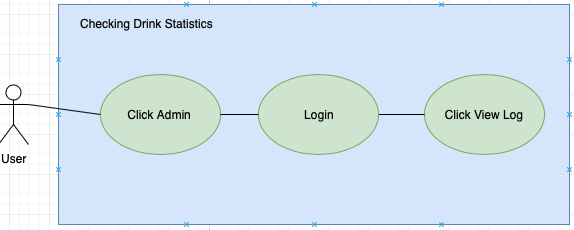 Checking Drink Statistics
Click Admin
Login
Click View Log
User